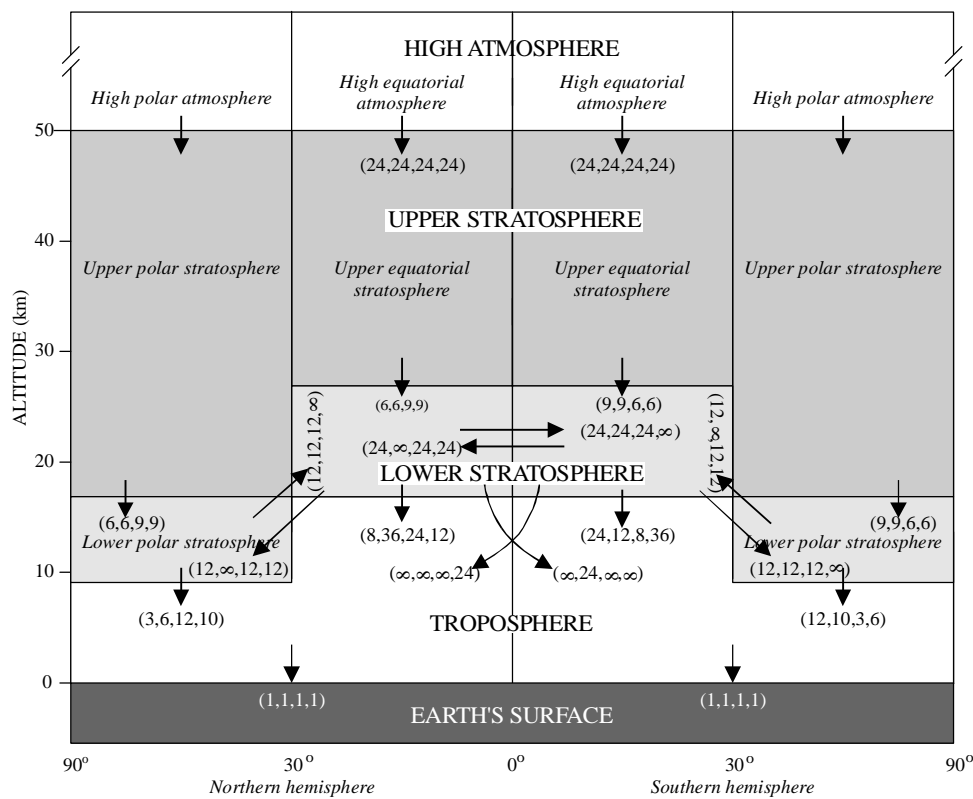 HIGH ATMOSPHERE
High polar atmosphere
High equatorial
atmosphere
High equatorial
atmosphere
High polar atmosphere
50
(24,24,24,24)
(24,24,24,24)
UPPER STRATOSPHERE
40
Upper polar stratosphere
Upper equatorial
stratosphere
Upper equatorial
stratosphere
Upper polar stratosphere
ALTITUDE (km)
30
(6,6,9,9)
(9,9,6,6)
(12,12,12,∞)
(12,∞,12,12)
(24,∞,24,24)
(24,24,24,∞)
20
LOWER STRATOSPHERE
(6,6,9,9)
(9,9,6,6)
(8,36,24,12)
(24,12,8,36)
Lower polar stratosphere
Lower polar stratosphere
(12,∞,12,12)
(∞,∞,∞,24)
(∞,24,∞,∞)
(12,12,12,∞)
10
(3,6,12,10)
(12,10,3,6)
TROPOSPHERE
0
(1,1,1,1)
(1,1,1,1)
EARTH'S SURFACE
90º
30º
0º
30º
90º
Northern hemisphere
Southern hemisphere